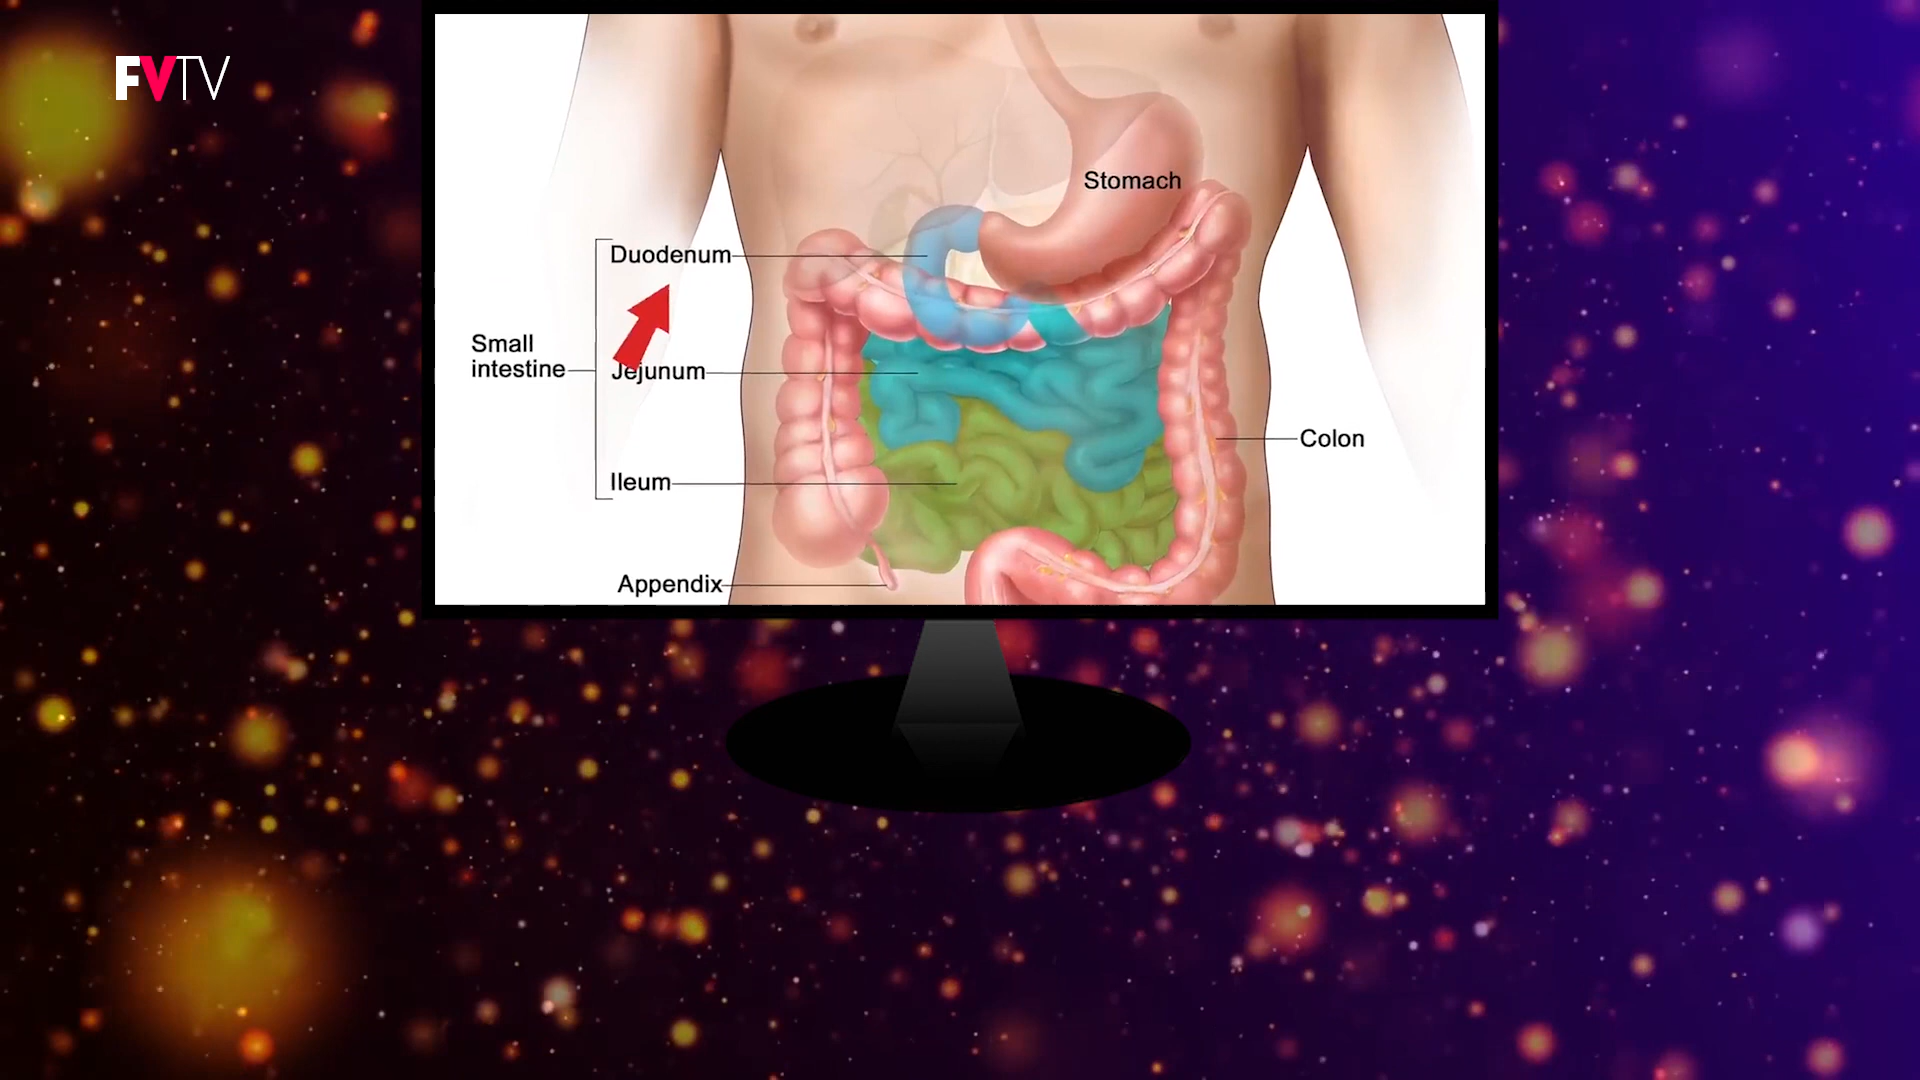 FVTV
Stomach
Duodenum
Small
intestine
Jejunum
Colon
Ileum
Appendix